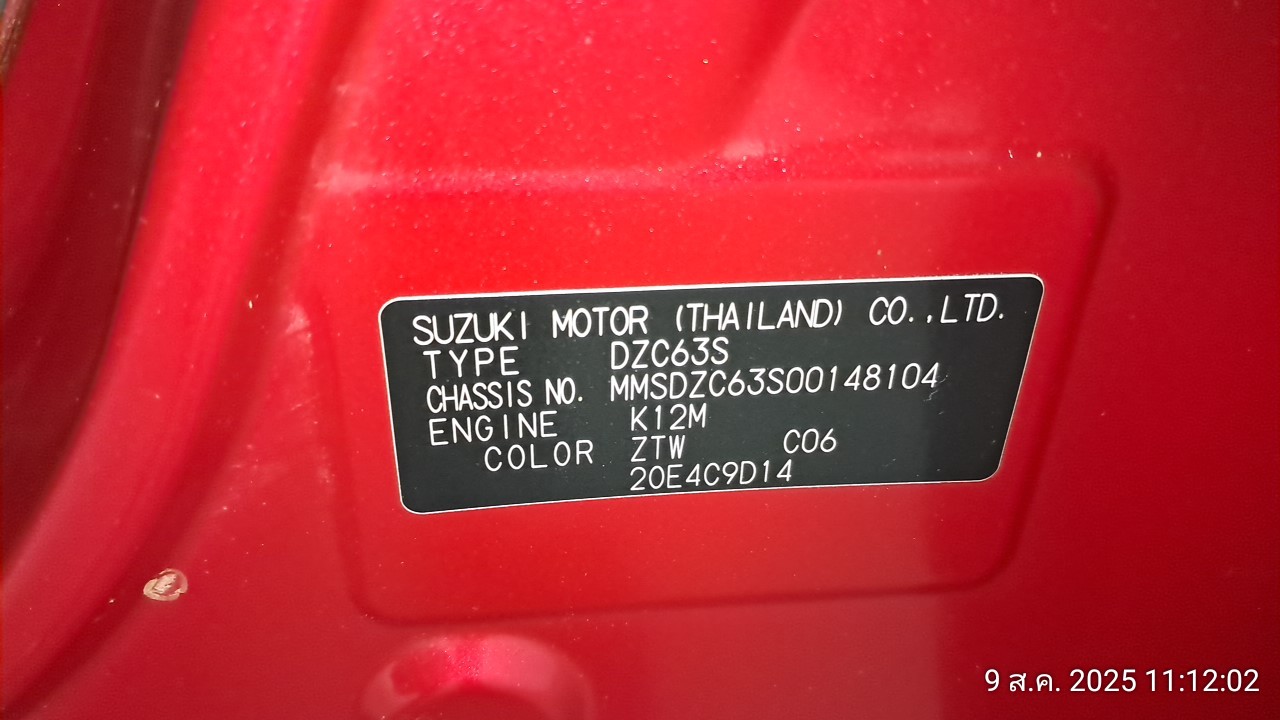 SUZUKI MOTOR (THAILAND) CO.,LTD.
TYPE DZC63S
CHASSIS NO. MMSDZC63S00148104
ENGINE K12M
COLOR ZTW C06
20E4C9D14
9 ส.ค. 2025 11:12:02